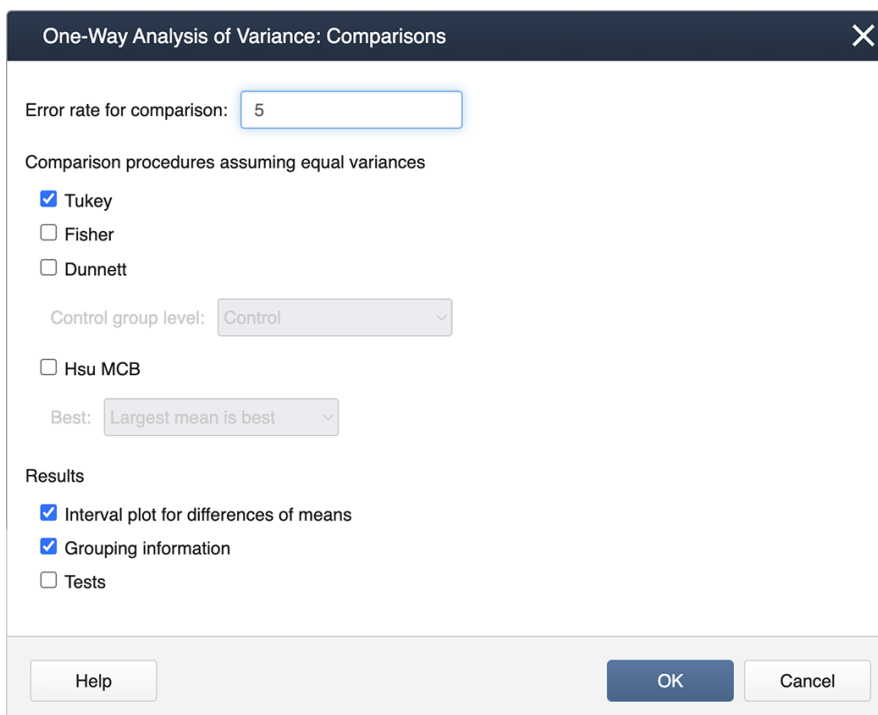 One-Way Analysis of Variance: Comparisons
Error rate for comparison: 5
Comparison procedures assuming equal variances
Tukey
Fisher
Dunnett
Control group level: Control
Hsu MCB
Best: Largest mean is best
Results
Interval plot for differences of means
Grouping information
Tests
Help OK Cancel